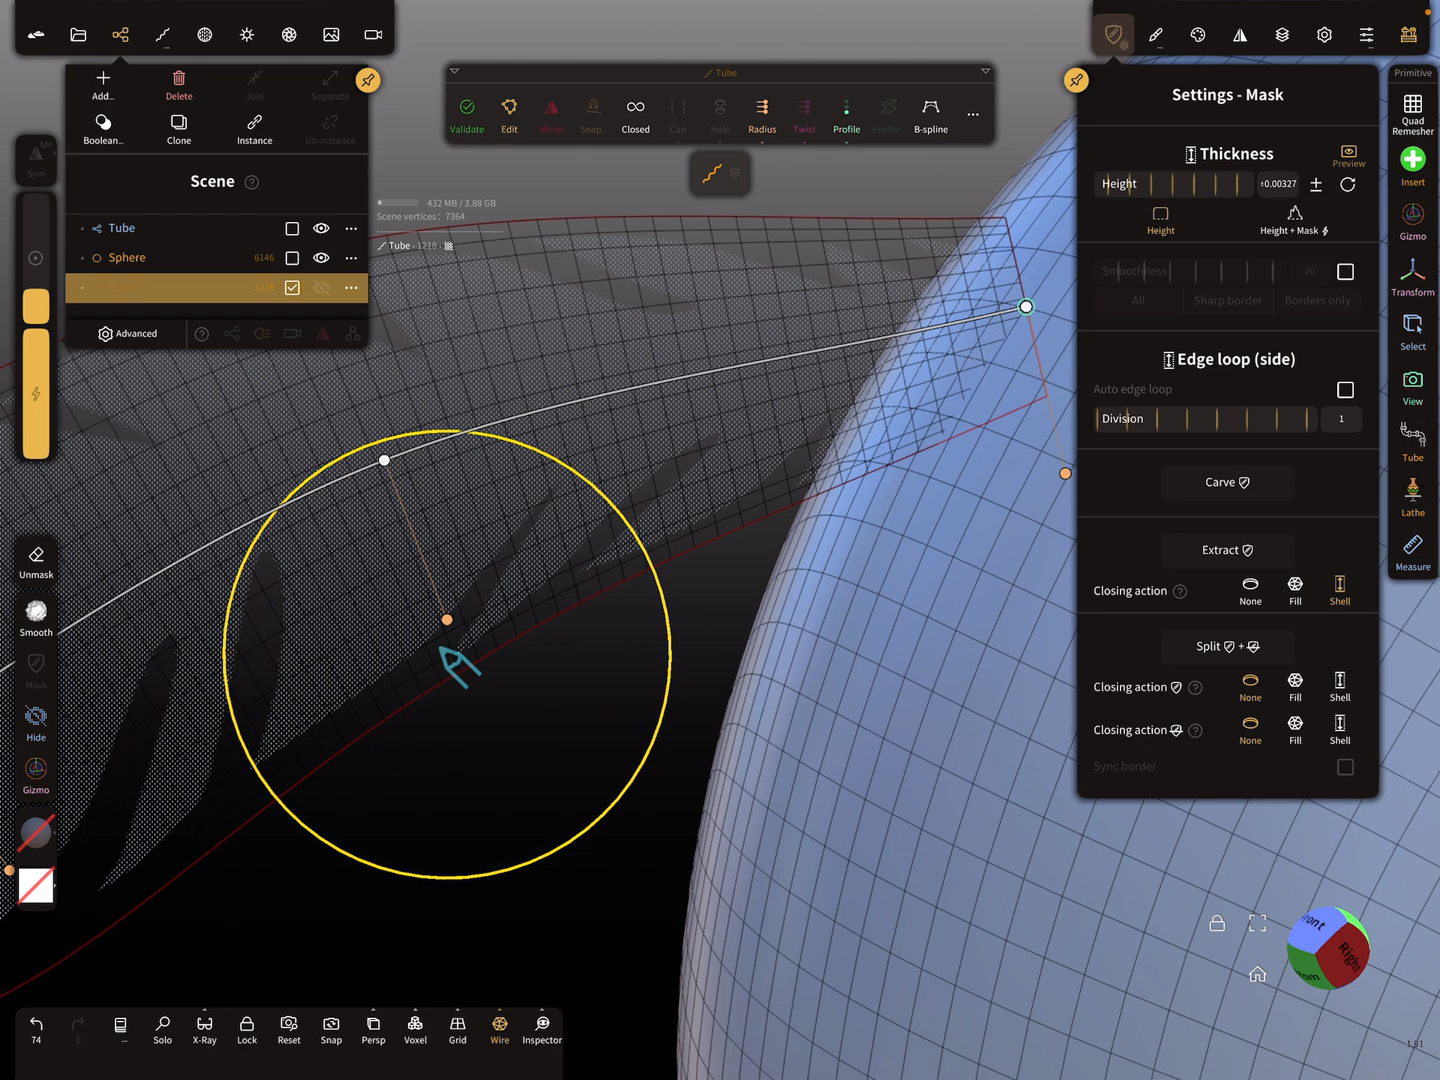 Add...
Delete
Join
Separate
Boolean...
Clone
Instance
Un-instance
Scene
Tube
Sphere 6146
1218
Advanced
1/n
Sym
432 MB / 3.88 GB
Scene vertices: 7364
Tube · 1218 ·
Tube
Validate
Edit
Mirror
Snap...
Closed
Cap
Hole
Radius
Twist
Profile
Profile...
B-spline
...
Settings - Mask
Thickness
Preview
Height ±0.00327
Height
Height + Mask
Smoothness 20
All
Sharp border
Borders only
Edge loop (side)
Auto edge loop
Division 1
Carve
Extract
Closing action
None
Fill
Shell
Split +
Closing action
None
Fill
Shell
Closing action
None
Fill
Shell
Sync border
Primitive
Quad
Remesher
Insert
Gizmo
Transform
Select
View
Tube
Lathe
Measure
Unmask
Smooth
Mask
Hide
Gizmo
Front
Right
74
0
...
Solo
X-Ray
Lock
Reset
Snap
Persp
Voxel
Grid
Wire
Inspector
1.91